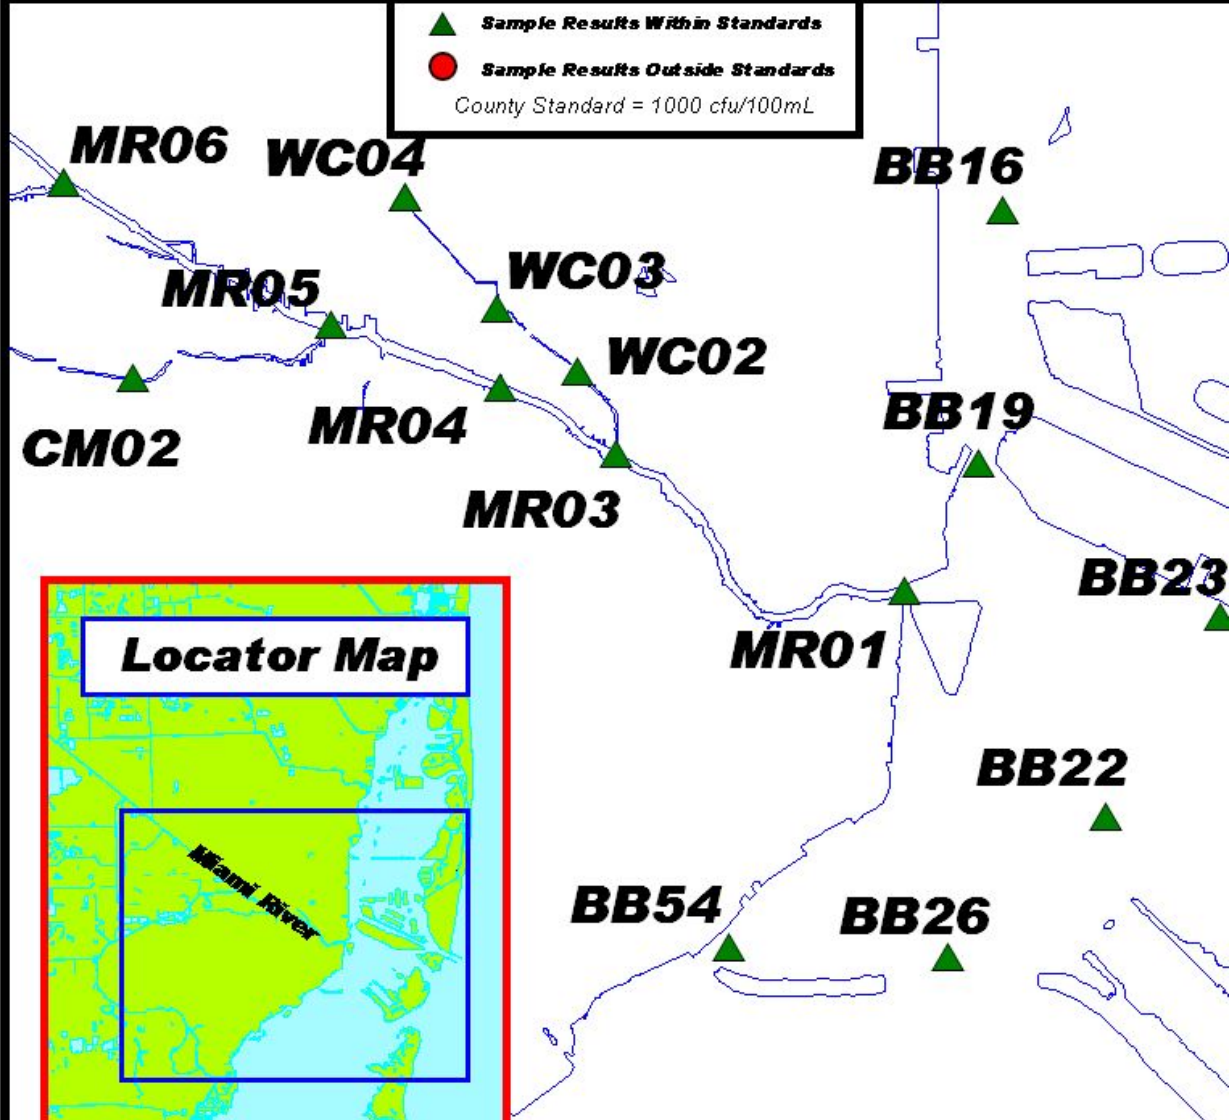 Sample Results Within Standards
Sample Results Outside Standards
County Standard = 1000 cfu/100mL
MR06
WC04
BB16
WC03
MR05
WC02
BB19
MR04
CM02
MR03
BB23
MR01
Locator Map
BB22
Miami River
BB54
BB26